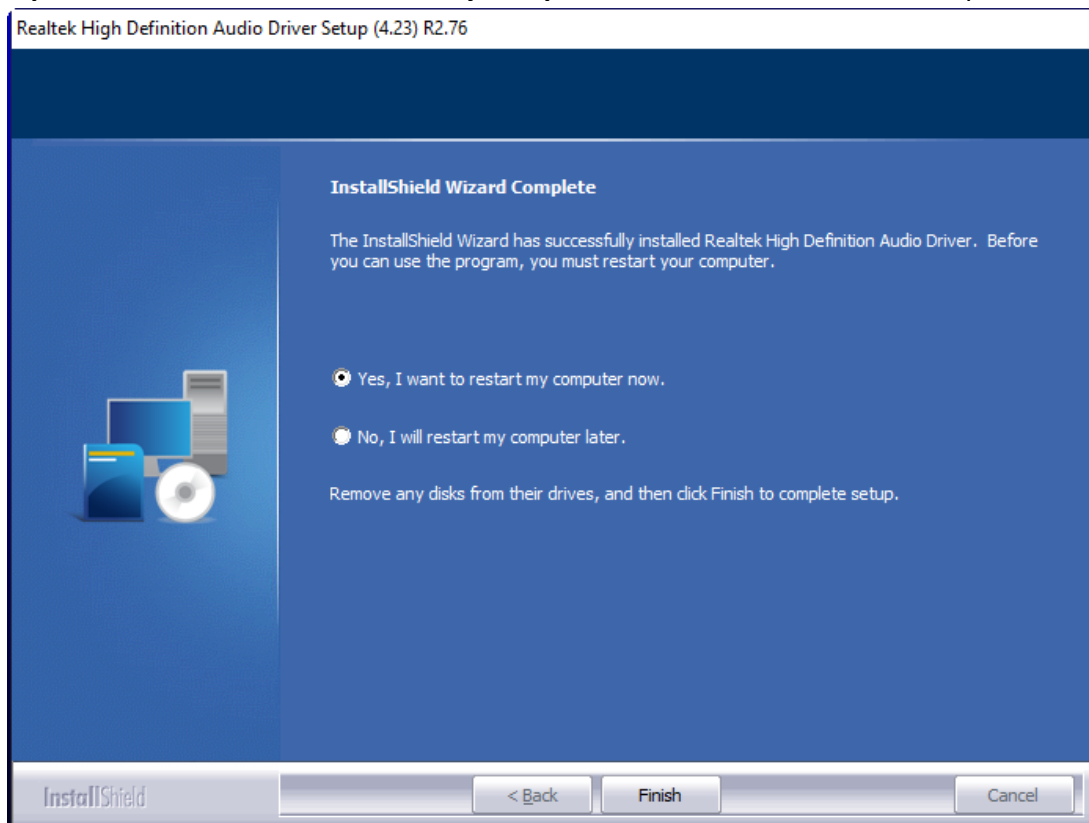 Realtek High Definition Audio Driver Setup (4.23) R2.76
InstallShield Wizard Complete
The InstallShield Wizard has successfully installed Realtek High Definition Audio Driver.  Before
you can use the program, you must restart your computer.
Yes, I want to restart my computer now.
No, I will restart my computer later.
Remove any disks from their drives, and then click Finish to complete setup.
InstallShield
< Back
Finish
Cancel